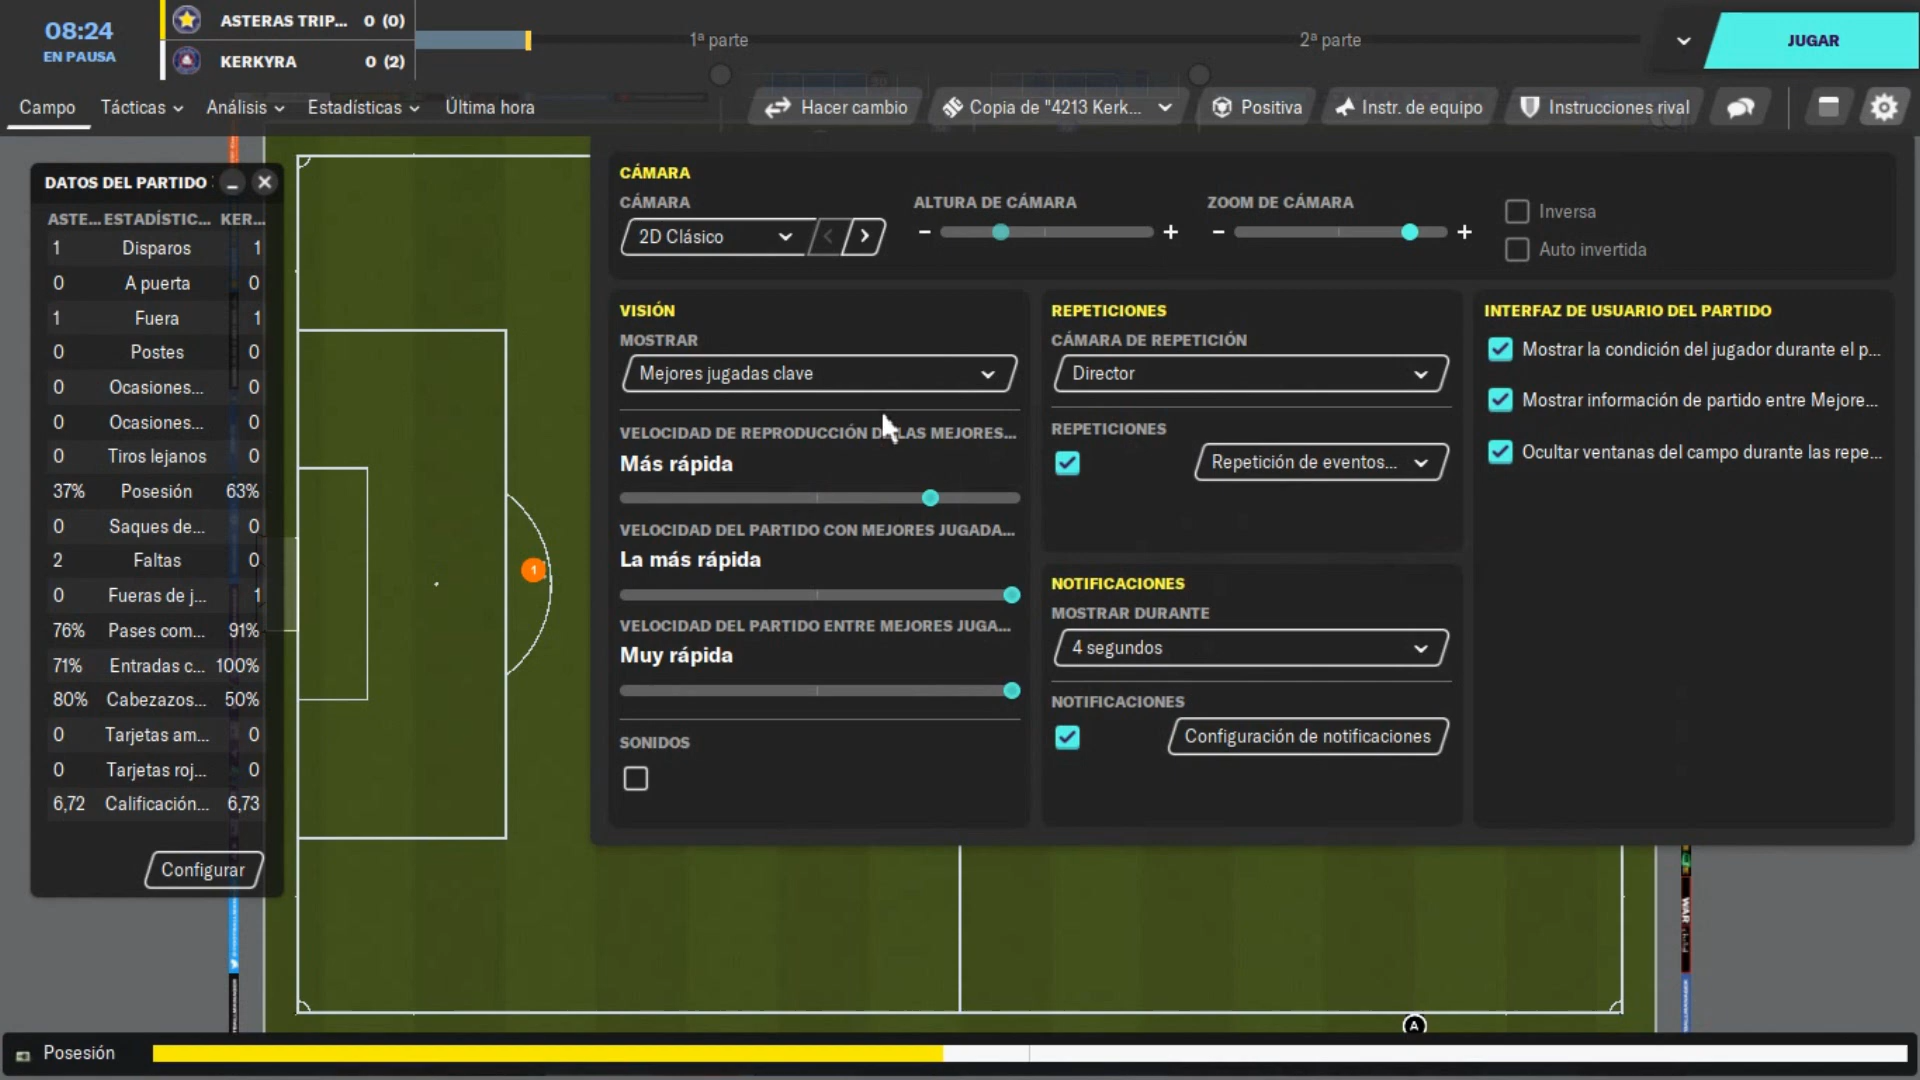 08:24
EN PAUSA
ASTERAS TRIP... 0 (0)
KERKYRA 0 (2)
1ª parte
2ª parte
JUGAR
Campo
Tácticas
Análisis
Estadísticas
Última hora
Hacer cambio
Copia de "4213 Kerk...
Positiva
Instr. de equipo
Instrucciones rival
DATOS DEL PARTIDO
ASTE... ESTADÍSTIC... KER...
1 Disparos 1
0 A puerta 0
1 Fuera 1
0 Postes 0
0 Ocasiones... 0
0 Ocasiones... 0
0 Tiros lejanos 0
37% Posesión 63%
0 Saques de... 0
2 Faltas 0
0 Fueras de j... 1
76% Pases com... 91%
71% Entradas c... 100%
80% Cabezazos... 50%
0 Tarjetas am... 0
0 Tarjetas roj... 0
6,72 Calificación... 6,73
Configurar
1
CÁMARA
CÁMARA
2D Clásico
ALTURA DE CÁMARA
ZOOM DE CÁMARA
Inversa
Auto invertida
VISIÓN
MOSTRAR
Mejores jugadas clave
VELOCIDAD DE REPRODUCCIÓN DE LAS MEJORES...
Más rápida
VELOCIDAD DEL PARTIDO CON MEJORES JUGADA...
La más rápida
VELOCIDAD DEL PARTIDO ENTRE MEJORES JUGA...
Muy rápida
SONIDOS
REPETICIONES
CÁMARA DE REPETICIÓN
Director
REPETICIONES
Repetición de eventos...
NOTIFICACIONES
MOSTRAR DURANTE
4 segundos
NOTIFICACIONES
Configuración de notificaciones
INTERFAZ DE USUARIO DEL PARTIDO
Mostrar la condición del jugador durante el p...
Mostrar información de partido entre Mejore...
Ocultar ventanas del campo durante las repe...
WAR
A
Posesión